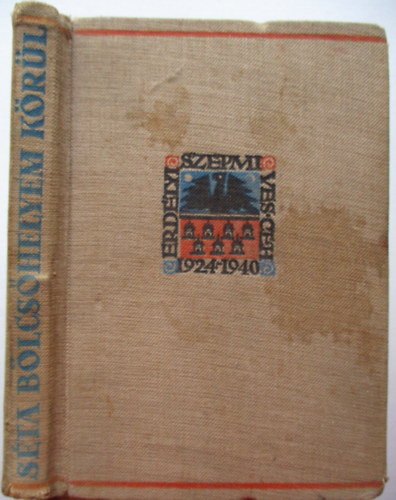 SÉTA BÖLCSŐHELYEM KÖRÜL
ERDÉLYI
SZÉPMI
VES·CÉH
1924-1940